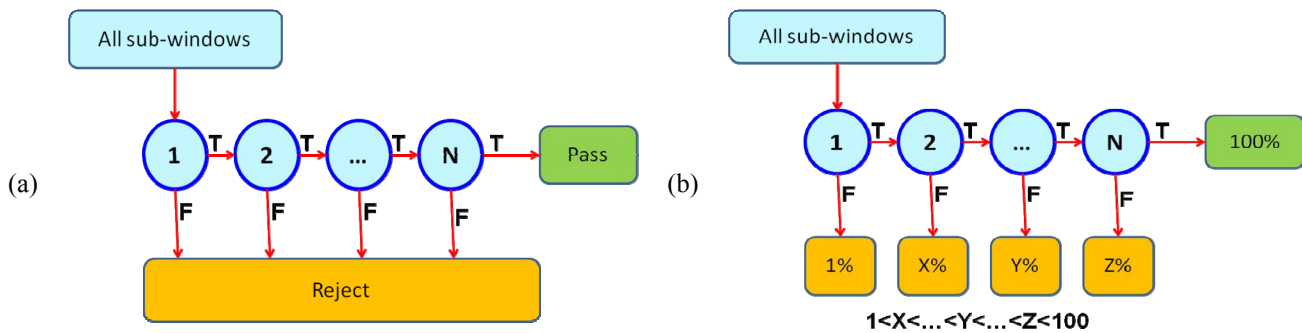 (a)
All sub-windows
1 T 2 T ... T N T Pass
F F F F
Reject
(b)
All sub-windows
1 T 2 T ... T N T 100%
F F F F
1% X% Y% Z%
1<X<...<Y<...<Z<100